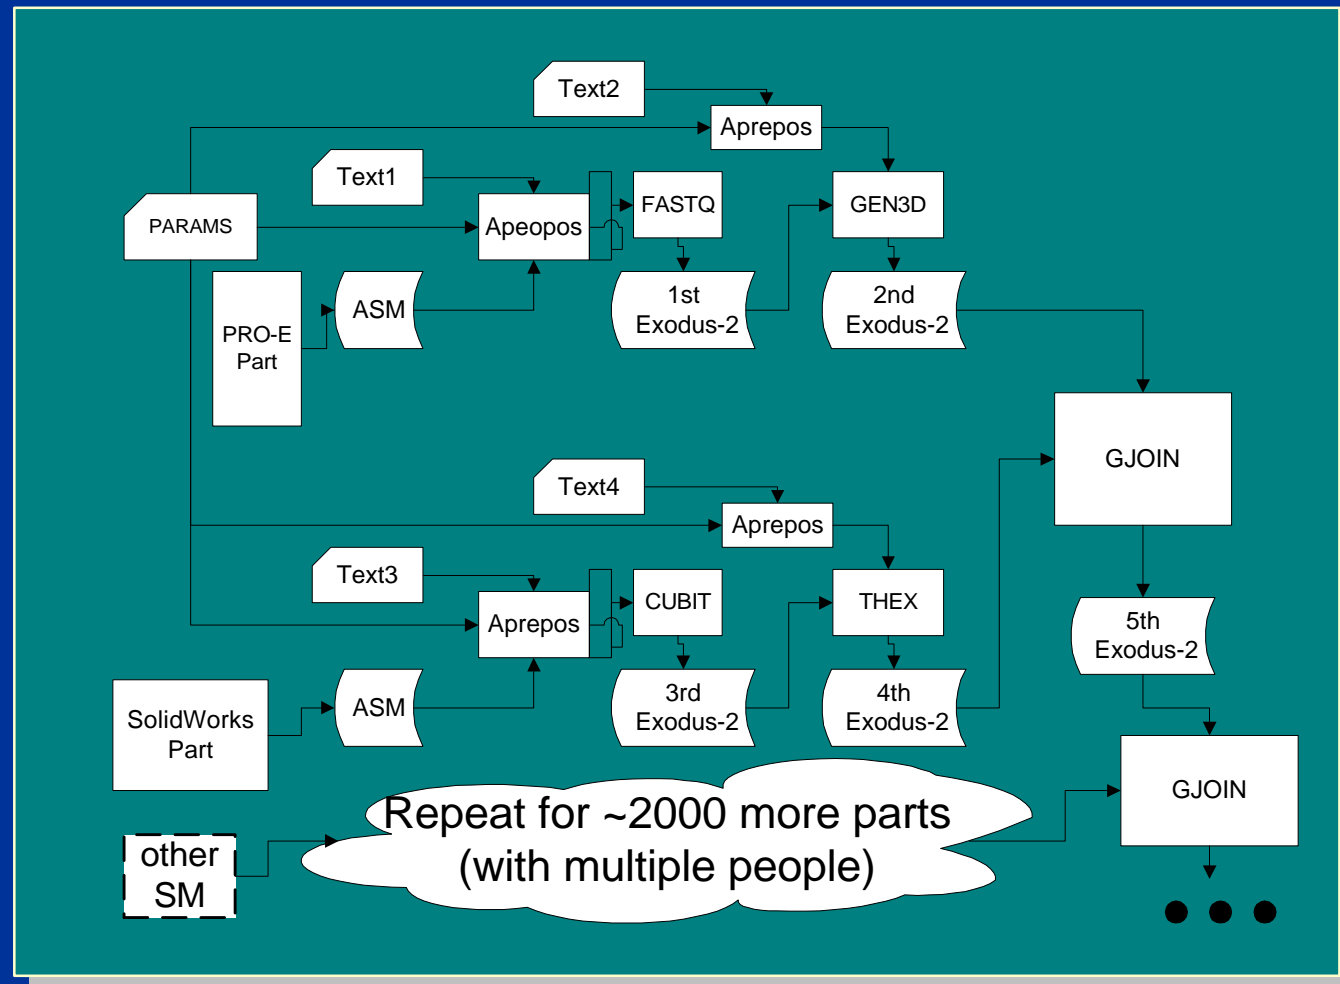 Text2
Aprepos
Text1
PARAMS
Apeopos
FASTQ
GEN3D
PRO-E
Part
ASM
1st
Exodus-2
2nd
Exodus-2
GJOIN
Text4
Aprepos
Text3
Aprepos
CUBIT
THEX
5th
Exodus-2
SolidWorks
Part
ASM
3rd
Exodus-2
4th
Exodus-2
GJOIN
Repeat for ~2000 more parts
(with multiple people)
other
SM